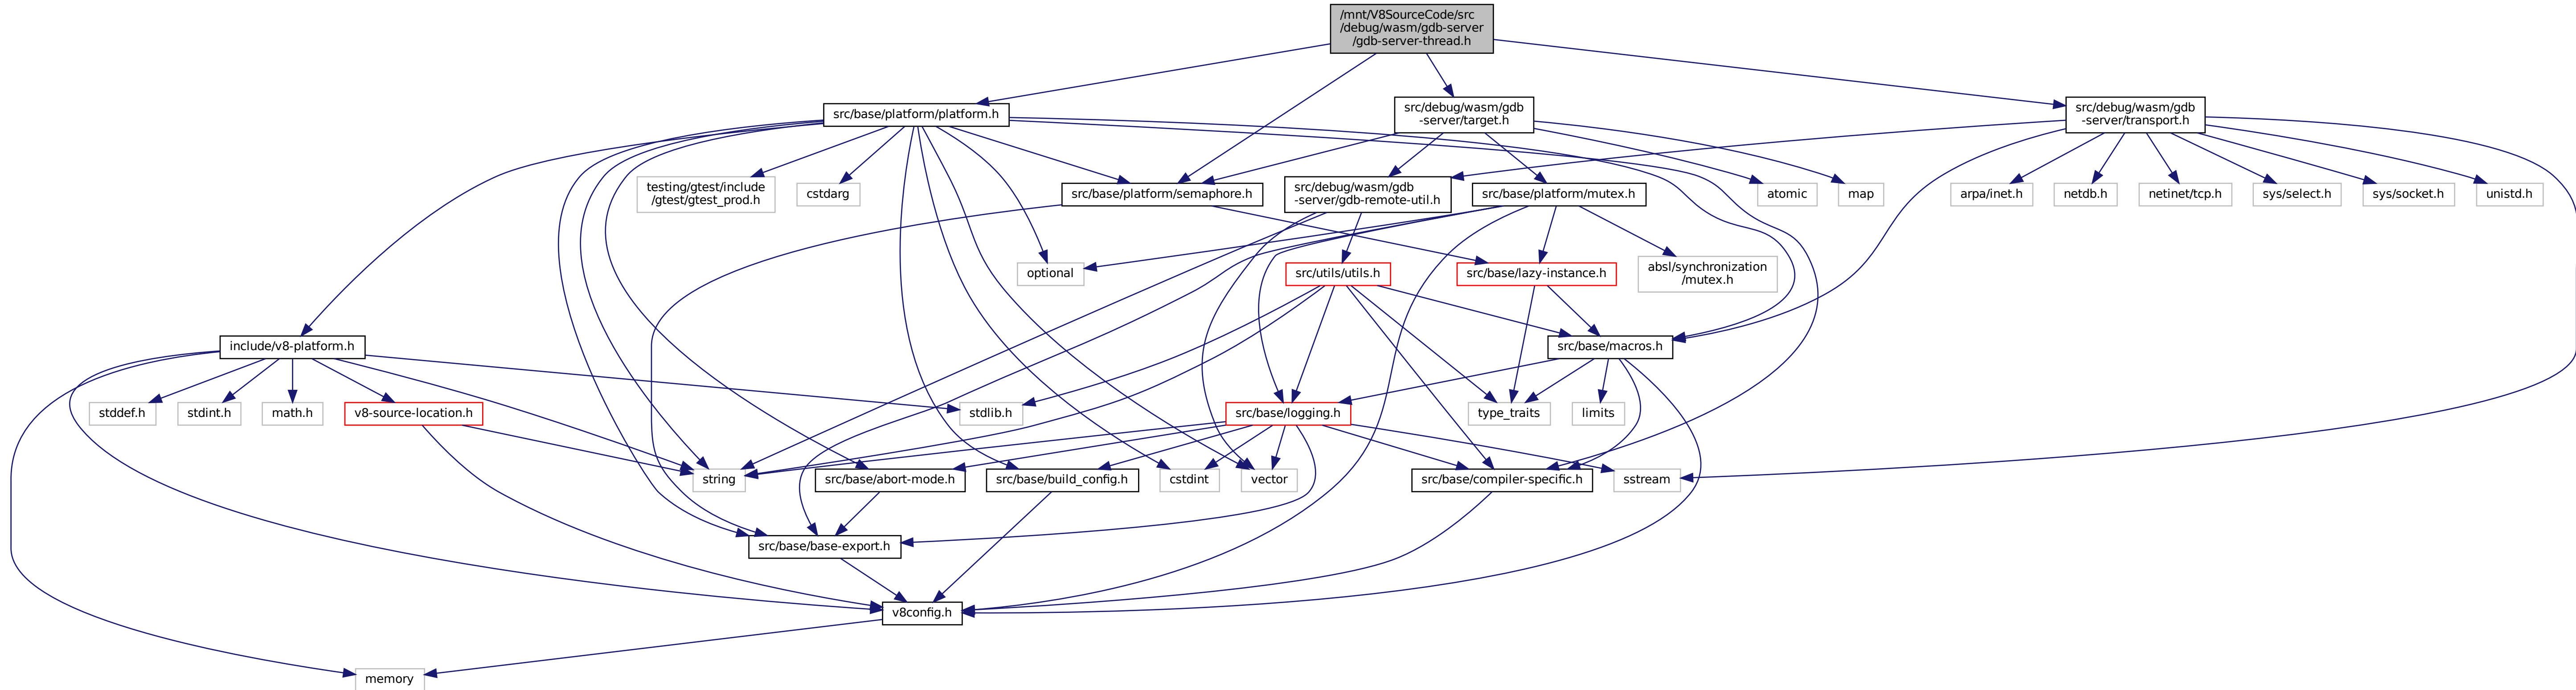 /mnt/V8SourceCode/src
/debug/wasm/gdb-server
/gdb-server-thread.h
src/base/platform/platform.h
src/debug/wasm/gdb
-server/target.h
src/debug/wasm/gdb
-server/transport.h
testing/gtest/include
/gtest/gtest_prod.h
cstdarg
src/base/platform/semaphore.h
src/debug/wasm/gdb
-server/gdb-remote-util.h
src/base/platform/mutex.h
atomic
map
arpa/inet.h
netdb.h
netinet/tcp.h
sys/select.h
sys/socket.h
unistd.h
optional
src/utils/utils.h
src/base/lazy-instance.h
absl/synchronization
/mutex.h
include/v8-platform.h
src/base/macros.h
stddef.h
stdint.h
math.h
v8-source-location.h
stdlib.h
src/base/logging.h
type_traits
limits
string
src/base/abort-mode.h
src/base/build_config.h
cstdint
vector
src/base/compiler-specific.h
sstream
src/base/base-export.h
v8config.h
memory